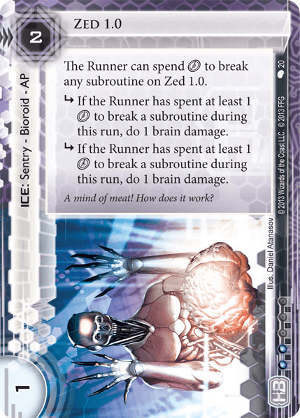 2
ZED 1.0
The Runner can spend to break
any subroutine on Zed 1.0.
If the Runner has spent at least 1
to break a subroutine during
this run, do 1 brain damage.
If the Runner has spent at least 1
to break a subroutine during
this run, do 1 brain damage.
A mind of meat! How does it work?
ICE: Sentry - Bioroid - AP
20
© 2013 Wizards of the Coast LLC. © 2013 FFG
Illus. Daniel Atanasov
1
HB